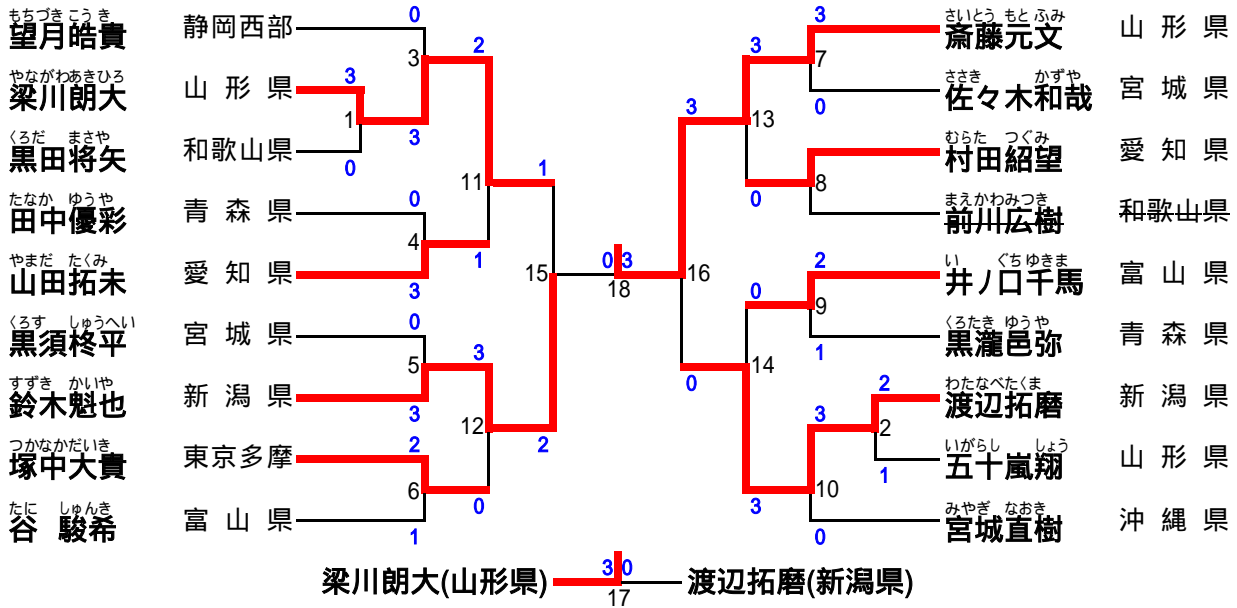 もちづき こう き
望月皓貴 静岡西部
やながわあきひろ
梁川朗大 山形県
くろだ まさや
黒田将矢 和歌山県
たなか ゆうや
田中優彩 青森県
やまだ たくみ
山田拓未 愛知県
くろす しゅうへい
黒須柊平 宮城県
すずき かいや
鈴木魁也 新潟県
つかなかだいき
塚中大貴 東京多摩
たに しゅんき
谷 駿希 富山県
0
3
2
3
1
3
0
0
11
1
4
1
3
15
0
5
3
3
12
2
2
6
0
1
0 3
18
3
3
7
0
3
13
8
0
16
2
0
9
1
14
0
2
3
2
1
10
3
0
さいとう もと ふみ
斎藤元文 山形県
ささき かずや
佐々木和哉 宮城県
むらた つぐみ
村田紹望 愛知県
まえかわみつき
前川広樹 和歌山県
い ぐちゆきま
井ノ口千馬 富山県
くろたき ゆうや
黒瀧邑弥 青森県
わたなべたくま
渡辺拓磨 新潟県
いがらし しょう
五十嵐翔 山形県
みやぎ なおき
宮城直樹 沖縄県
梁川朗大(山形県) 3 0 渡辺拓磨(新潟県)
17